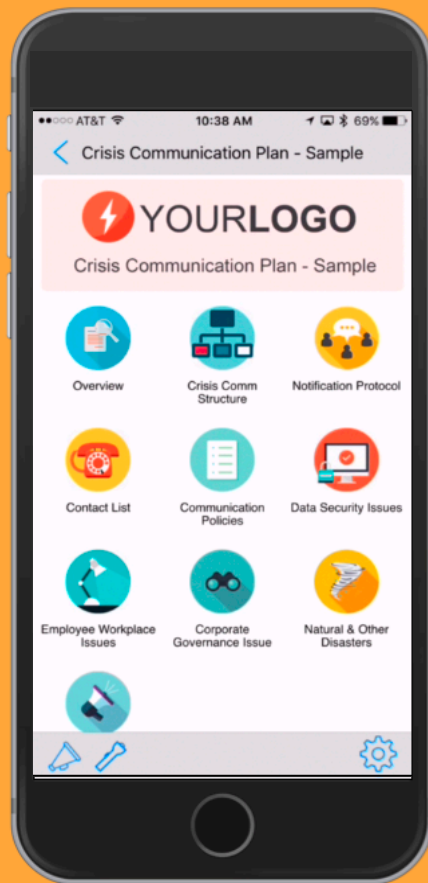 AT&T 10:38 AM 69%
Crisis Communication Plan - Sample
YOURLOGO
Crisis Communication Plan - Sample
Overview
Crisis Comm
Structure
Notification Protocol
Contact List
Communication
Policies
Data Security Issues
Employee Workplace
Issues
Corporate
Governance Issue
Natural & Other
Disasters